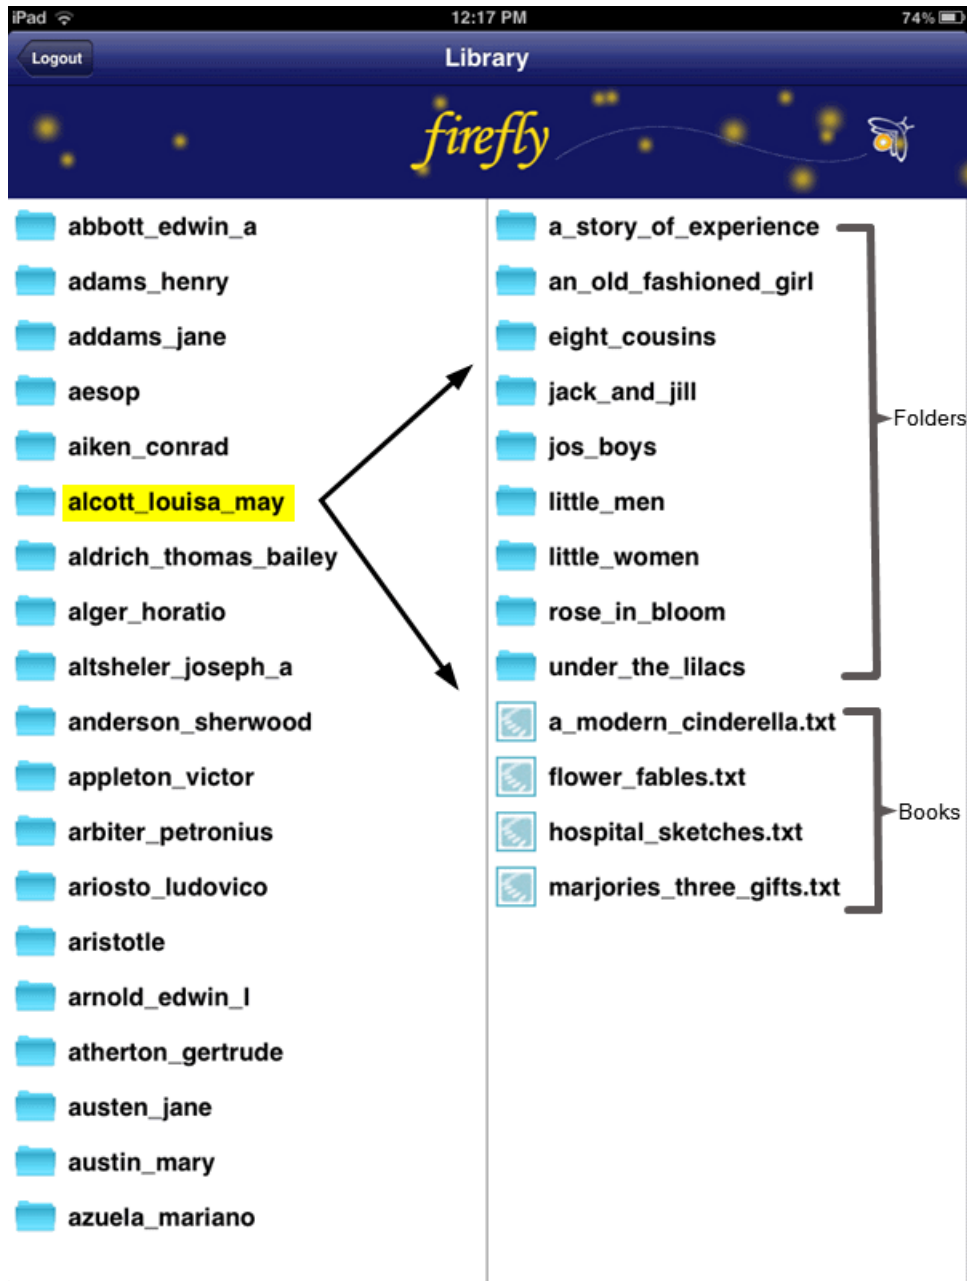 iPad 12:17 PM 74%
Logout Library
firefly
abbott_edwin_a
adams_henry
addams_jane
aesop
aiken_conrad
alcott_louisa_may
aldrich_thomas_bailey
alger_horatio
altsheler_joseph_a
anderson_sherwood
appleton_victor
arbiter_petronius
ariosto_ludovico
aristotle
arnold_edwin_l
atherton_gertrude
austen_jane
austin_mary
azuela_mariano
a_story_of_experience
an_old_fashioned_girl
eight_cousins
jack_and_jill
jos_boys
little_men
little_women
rose_in_bloom
under_the_lilacs
Folders
a_modern_cinderella.txt
flower_fables.txt
hospital_sketches.txt
marjories_three_gifts.txt
Books